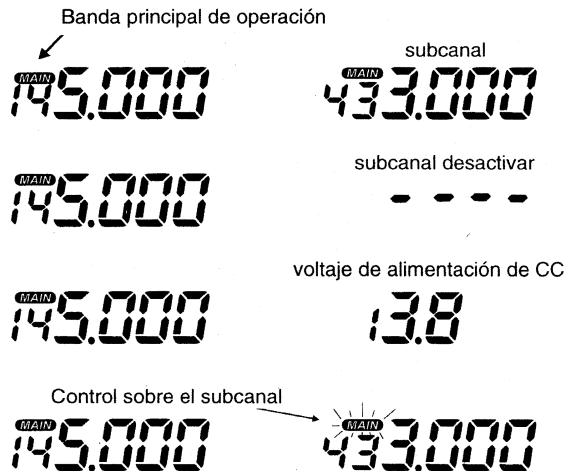 Banda principal de operación
subcanal
MAIN 145.000 MAIN 433.000
subcanal desactivar
MAIN 145.000 - - - -
voltaje de alimentación de CC
MAIN 145.000 13.8
Control sobre el subcanal
MAIN 145.000 MAIN 433.000